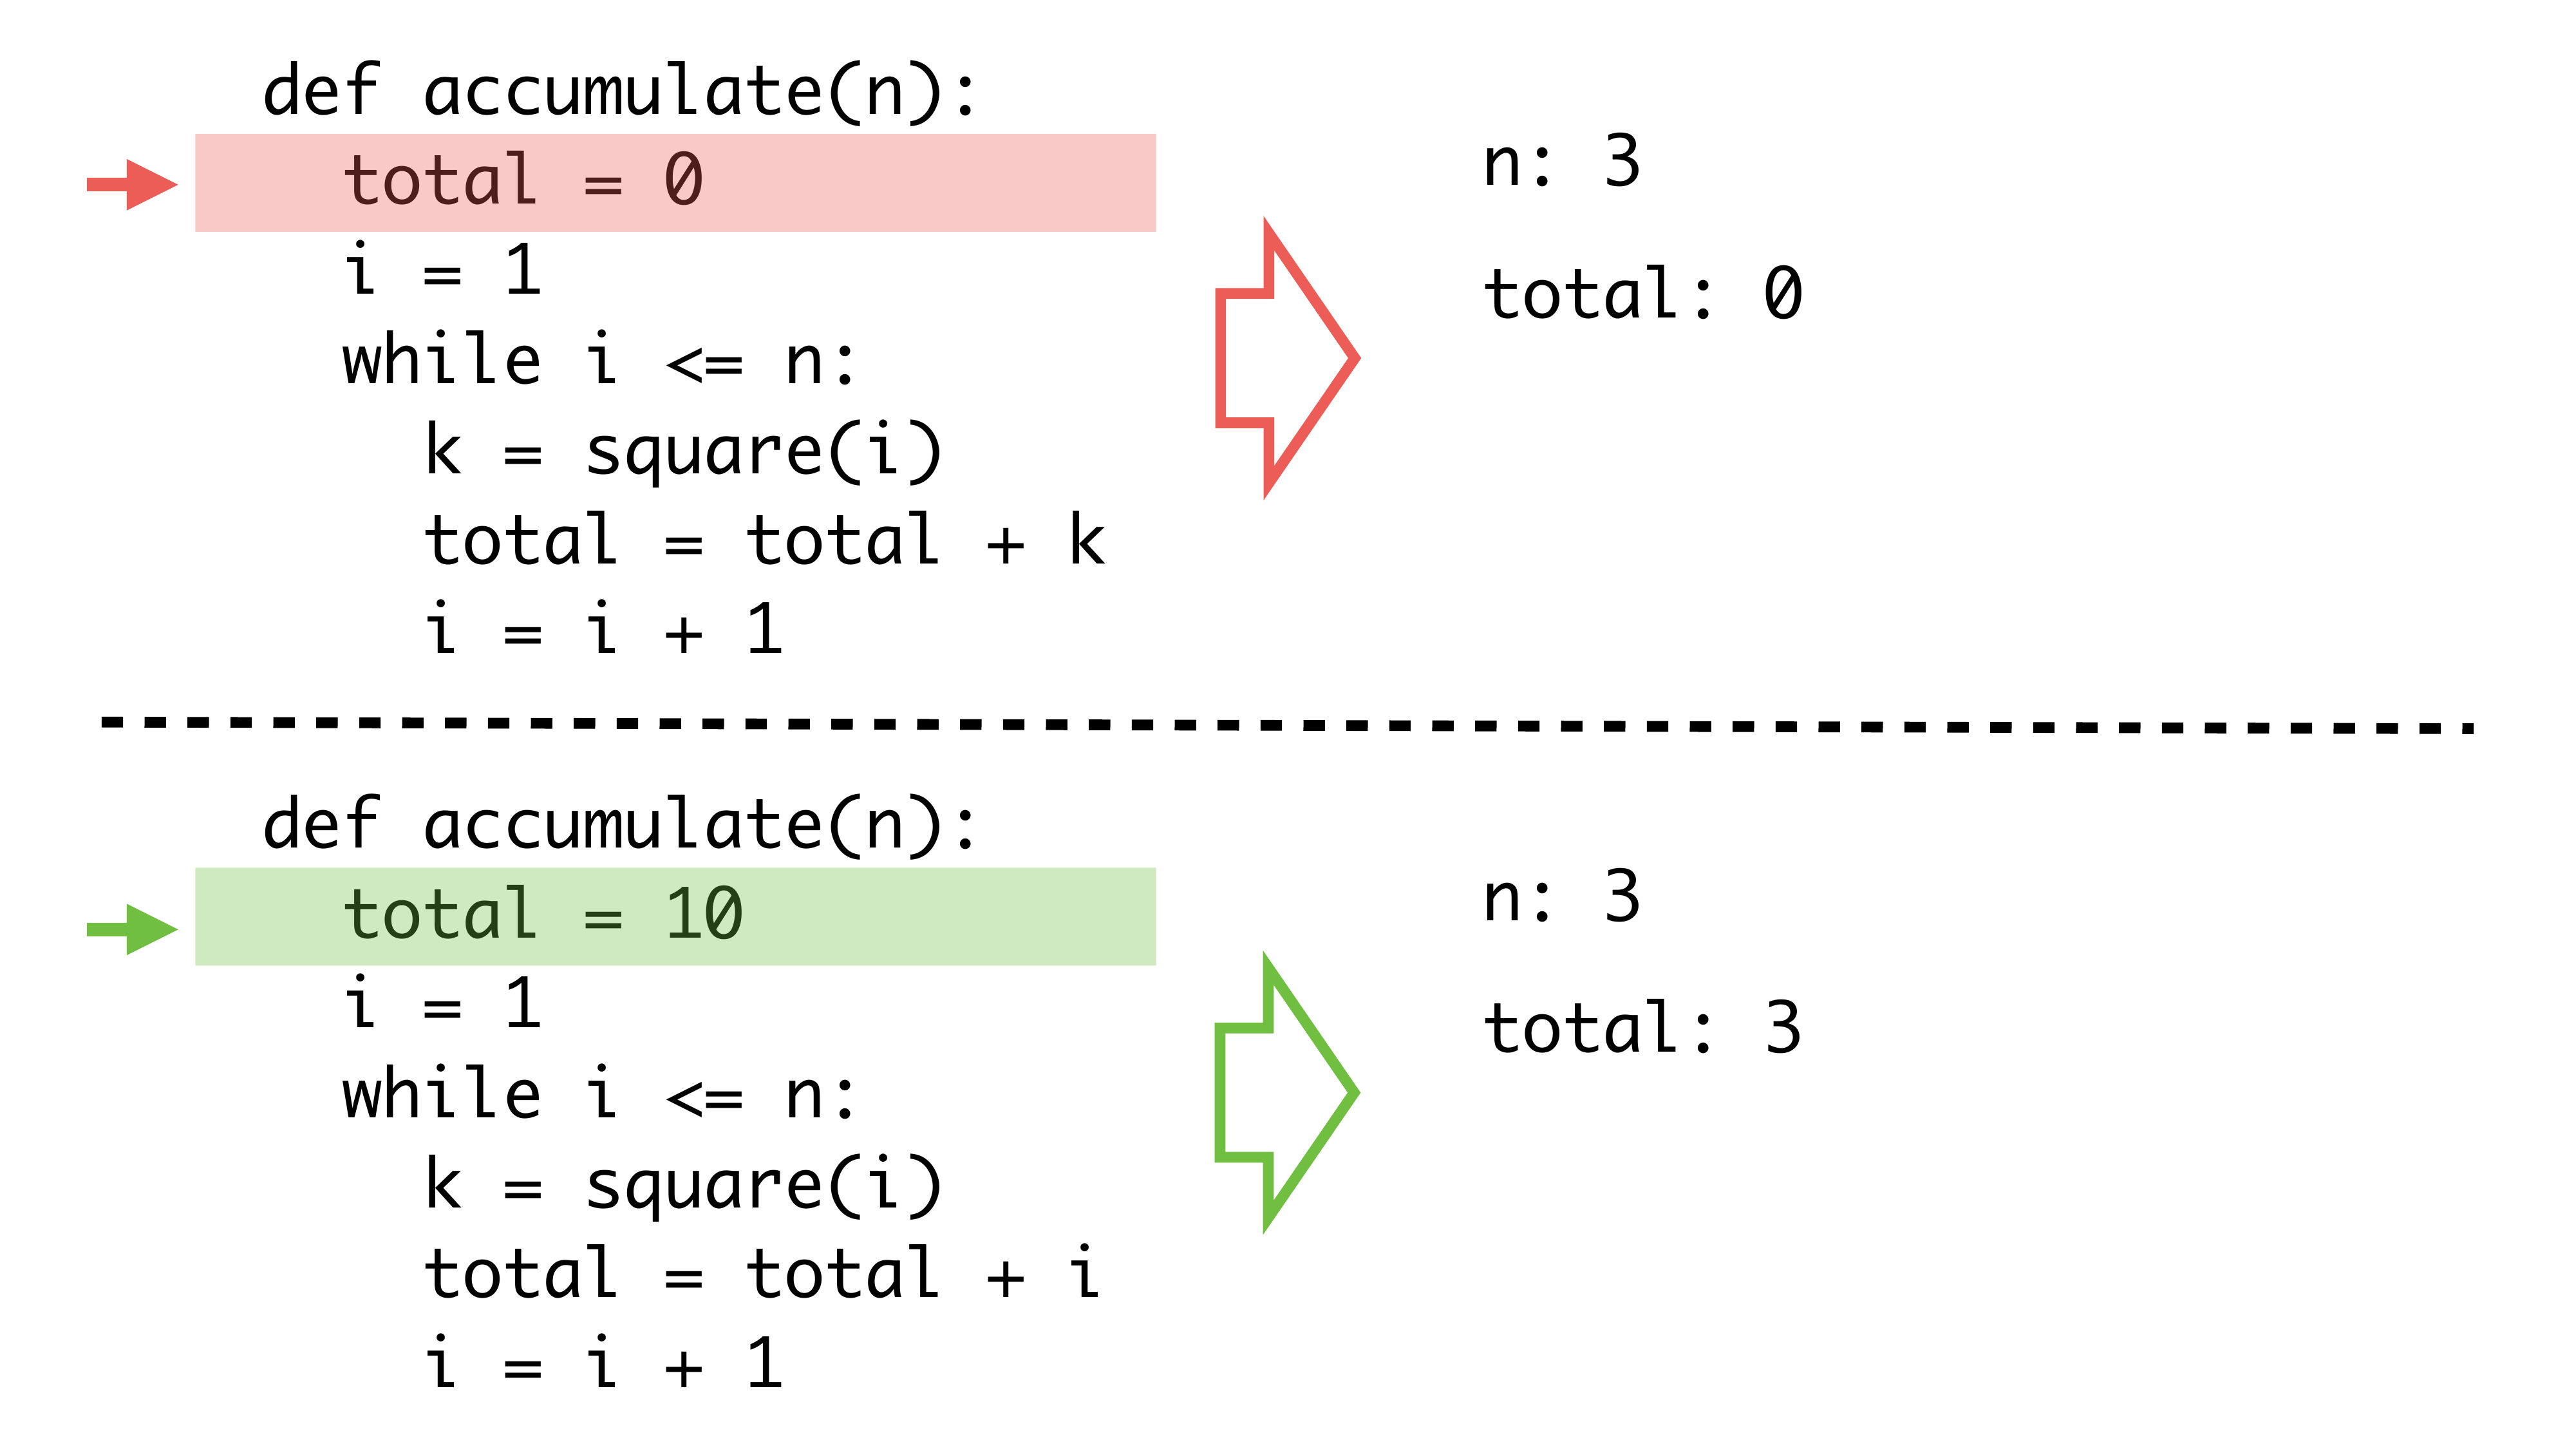 def accumulate(n):
total = 0
i = 1
while i <= n:
k = square(i)
total = total + k
i = i + 1
n: 3
total: 0
def accumulate(n):
total = 10
i = 1
while i <= n:
k = square(i)
total = total + i
i = i + 1
n: 3
total: 3